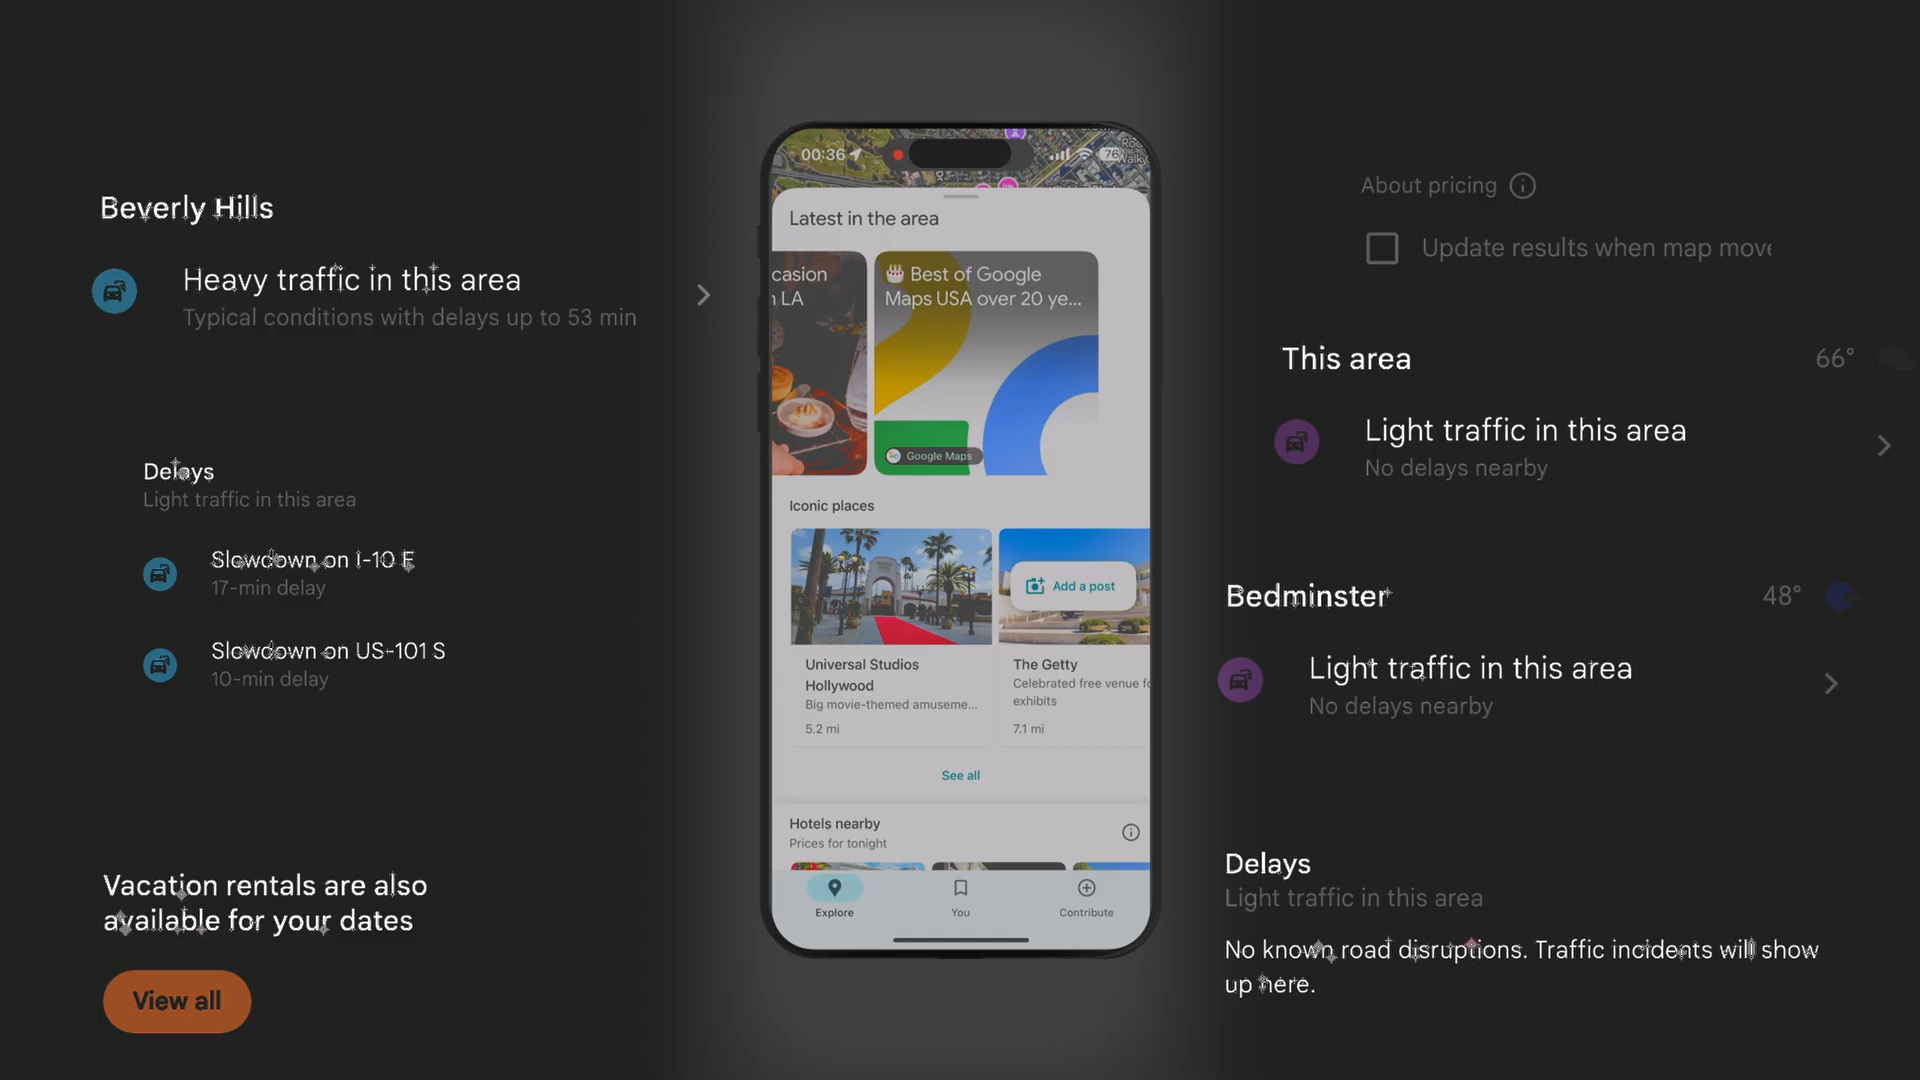 Beverly Hills
Heavy traffic in this area
Typical conditions with delays up to 53 min
Delays
Light traffic in this area
Slowdown on I-10 E
17-min delay
Slowdown on US-101 S
10-min delay
Vacation rentals are also
available for your dates
View all
00:36
76
Walk
Latest in the area
casion
LA
🎂 Best of Google
Maps USA over 20 ye...
Google Maps
Iconic places
Add a post
Universal Studios
Hollywood
Big movie-themed amuseme...
5.2 mi
The Getty
Celebrated free venue fo
exhibits
7.1 mi
See all
Hotels nearby
Prices for tonight
Explore
You
Contribute
About pricing
Update results when map move
This area
66°
Light traffic in this area
No delays nearby
Bedminster
48°
Light traffic in this area
No delays nearby
Delays
Light traffic in this area
No known road disruptions. Traffic incidents will show
up here.